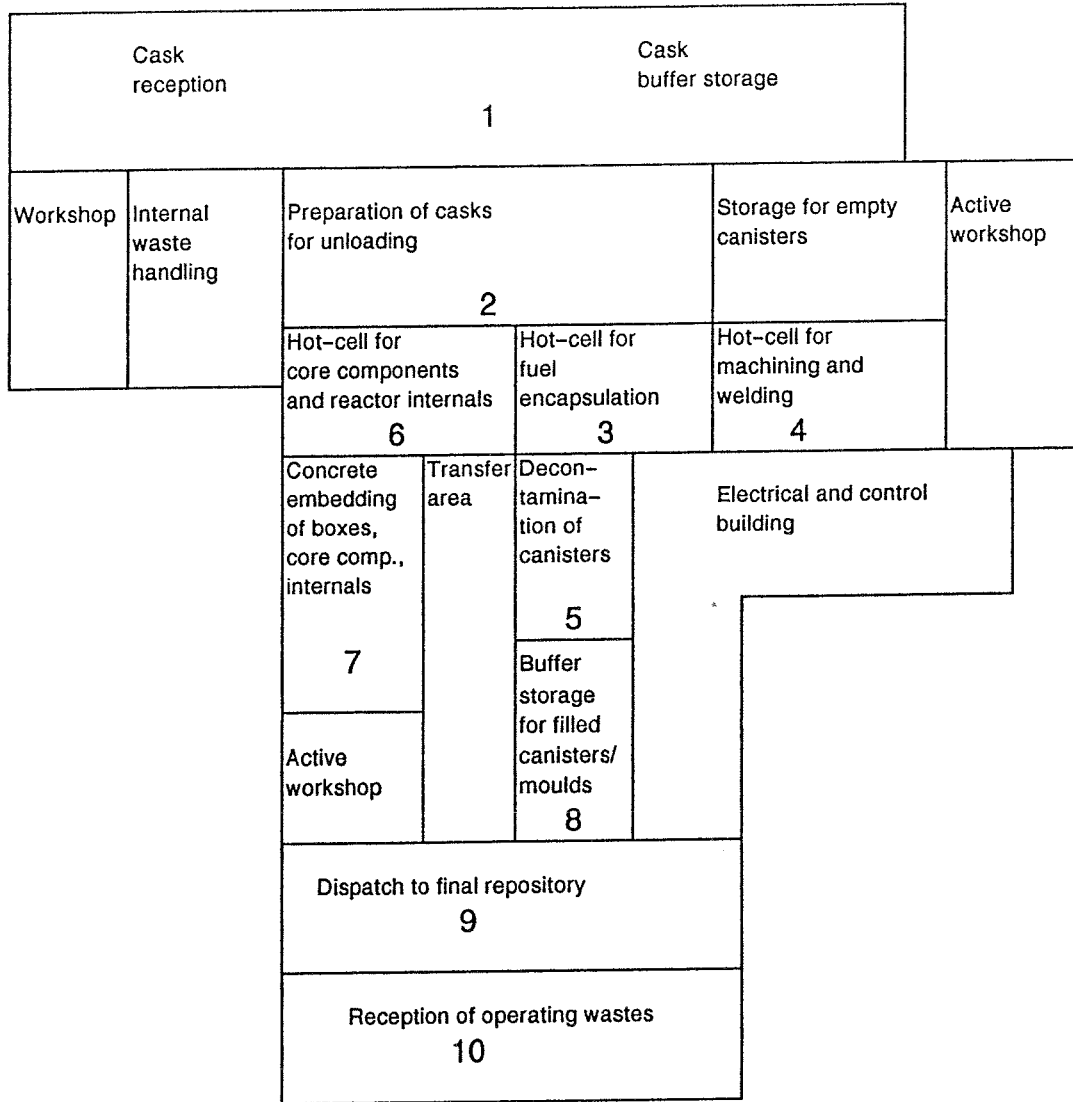 Cask
reception
Cask
buffer storage
1
Workshop
Internal
waste
handling
Preparation of casks
for unloading
2
Storage for empty
canisters
Active
workshop
Hot-cell for
core components
and reactor internals
6
Hot-cell for
fuel
encapsulation
3
Hot-cell for
machining and
welding
4
Concrete
embedding
of boxes,
core comp.,
internals
7
Transfer
area
Decon-
tamina-
tion of
canisters
5
Electrical and control
building
Buffer
storage
for filled
canisters/
moulds
8
Active
workshop
Dispatch to final repository
9
Reception of operating wastes
10